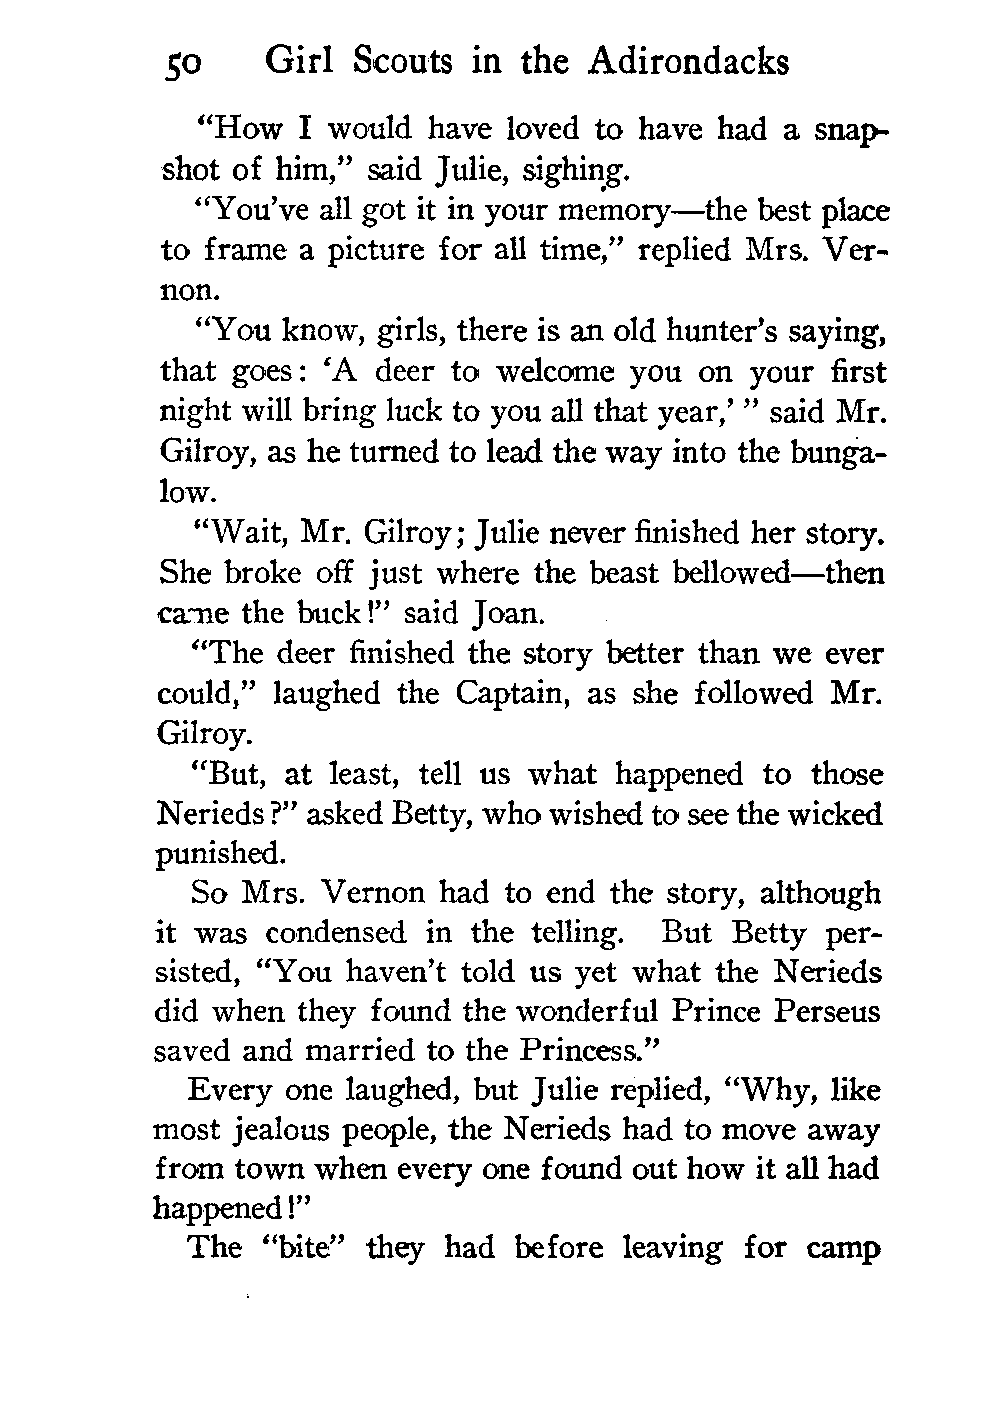 50 Girl Scouts in the Adirondacks
"How I would have loved to have had a snap-
shot of him," said Julie, sighing.
"You've all got it in your memory—the best place
to frame a picture for all time," replied Mrs. Ver-
non.
"You know, girls, there is an old hunter's saying,
that goes: 'A deer to welcome you on your first
night will bring luck to you all that year,' " said Mr.
Gilroy, as he turned to lead the way into the bunga-
low.
"Wait, Mr. Gilroy; Julie never finished her story.
She broke off just where the beast bellowed—then
came the buck!" said Joan.
"The deer finished the story better than we ever
could," laughed the Captain, as she followed Mr.
Gilroy.
"But, at least, tell us what happened to those
Nerieds?" asked Betty, who wished to see the wicked
punished.
So Mrs. Vernon had to end the story, although
it was condensed in the telling. But Betty per-
sisted, "You haven't told us yet what the Nerieds
did when they found the wonderful Prince Perseus
saved and married to the Princess."
Every one laughed, but Julie replied, "Why, like
most jealous people, the Nerieds had to move away
from town when every one found out how it all had
happened!"
The "bite" they had before leaving for camp